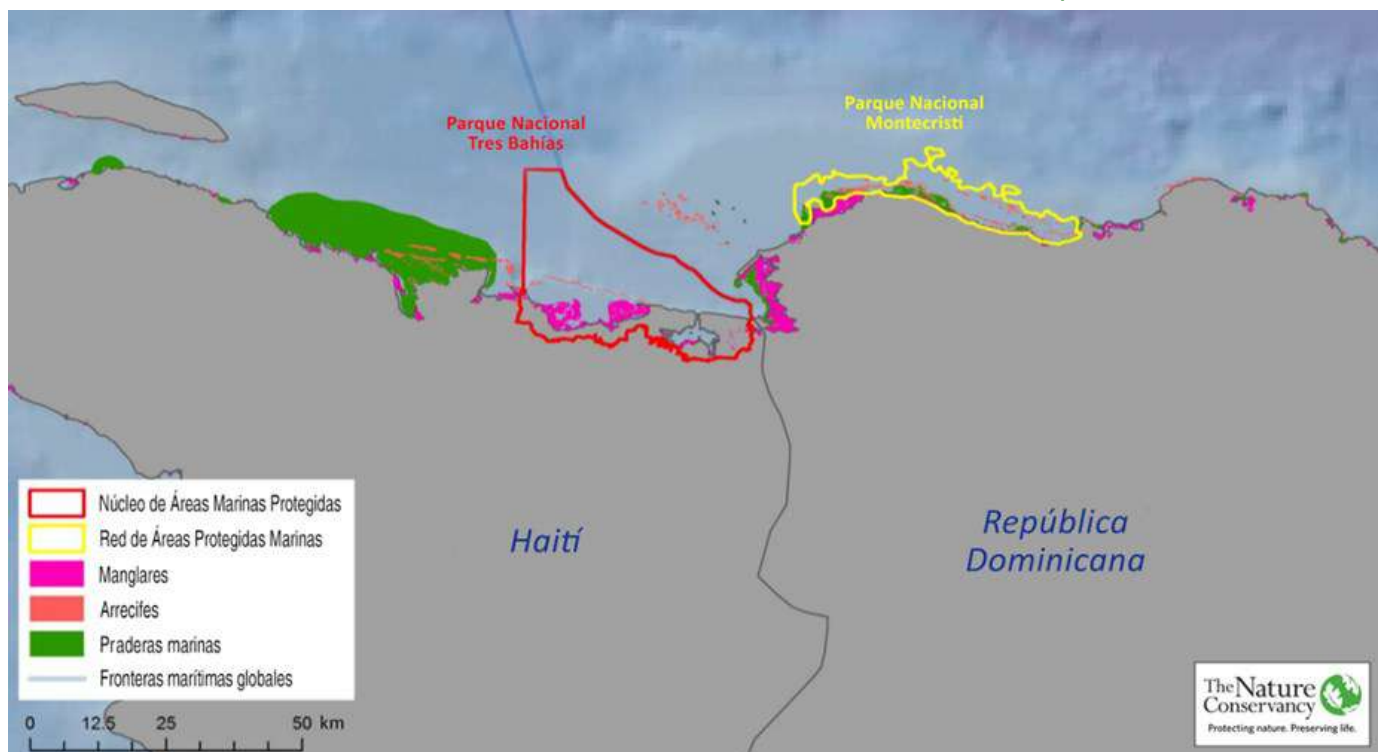 Parque Nacional
Tres Bahías
Parque Nacional
Montecristi
Haití
República
Dominicana
Núcleo de Áreas Marinas Protegidas
Red de Áreas Protegidas Marinas
Manglares
Arrecifes
Praderas marinas
Fronteras marítimas globales
0 12.5 25 50 km
The Nature
Conservancy
Protecting nature. Preserving life.